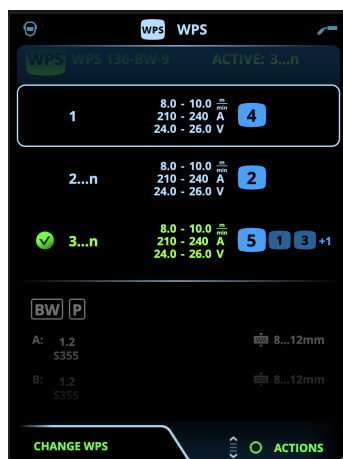 WPS WPS
WPS WPS 136-BW-9 ACTIVE: 3...n
1 8.0 - 10.0 m/min 4
210 - 240 A
24.0 - 26.0 V
2...n 8.0 - 10.0 m/min 2
210 - 240 A
24.0 - 26.0 V
3...n 8.0 - 10.0 m/min 5 1 3 +1
210 - 240 A
24.0 - 26.0 V
BW P
A: 1.2 8...12mm
S355
B: 1.2 8...12mm
S355
CHANGE WPS ACTIONS